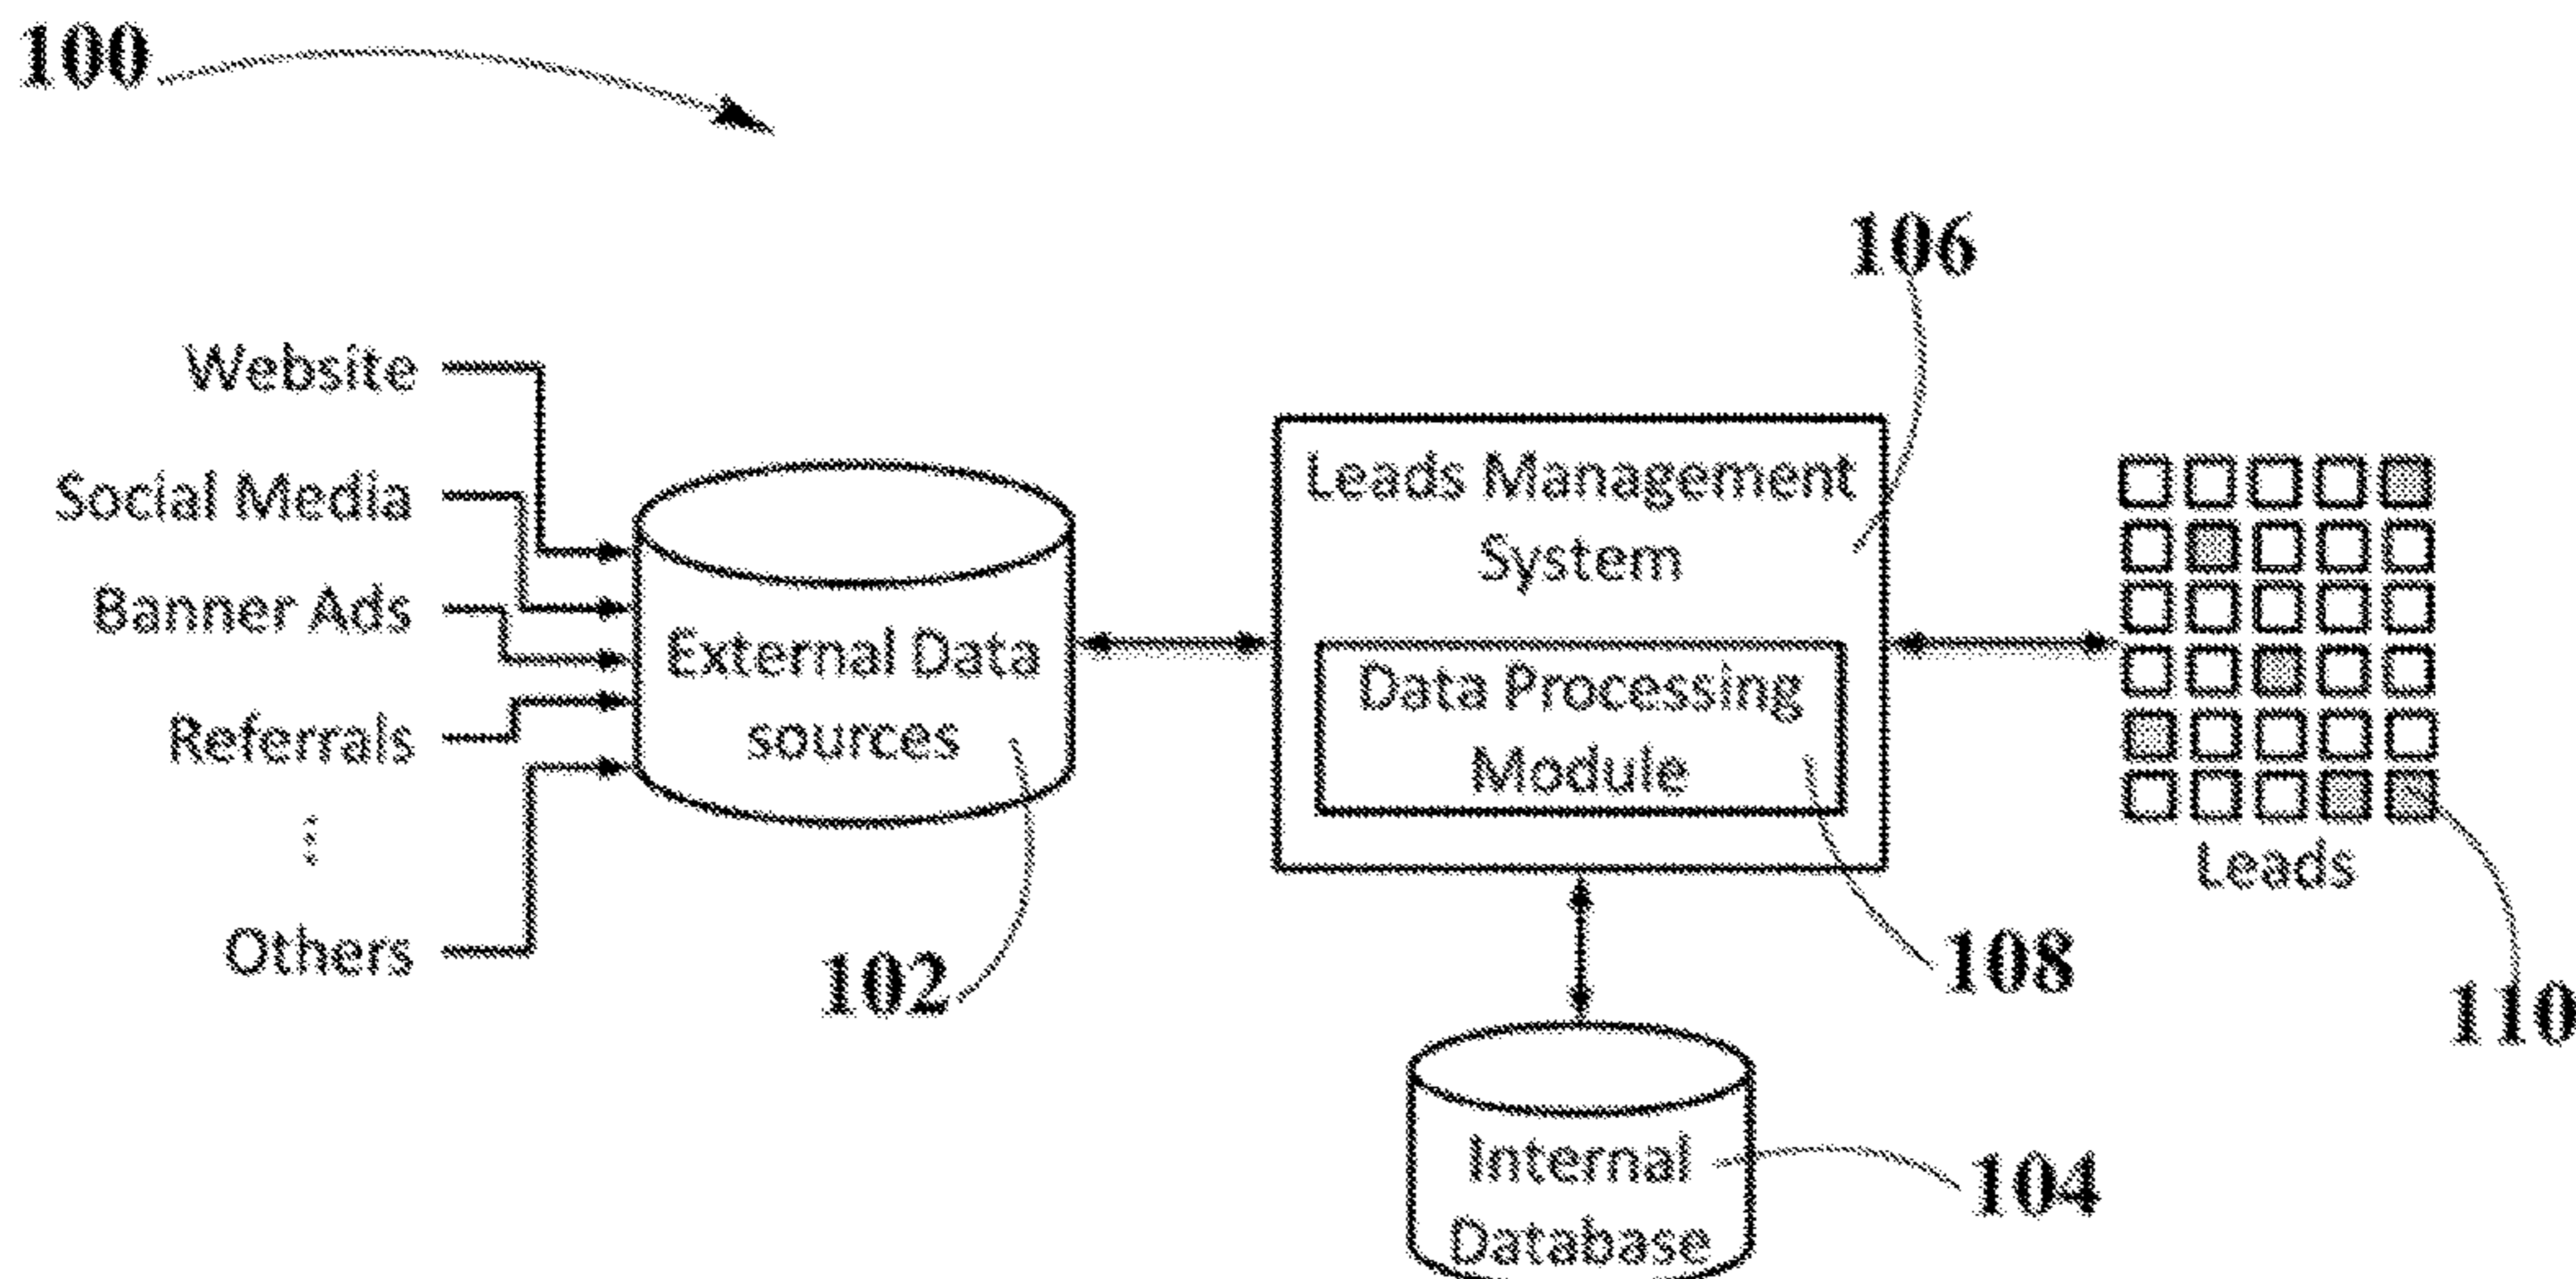 100
106
Website
Social Media
Banner Ads
Referrals
Others
External Data
sources
102
Leads Management
System
Data Processing
Module
108
Leads
110
Internal
Database
104